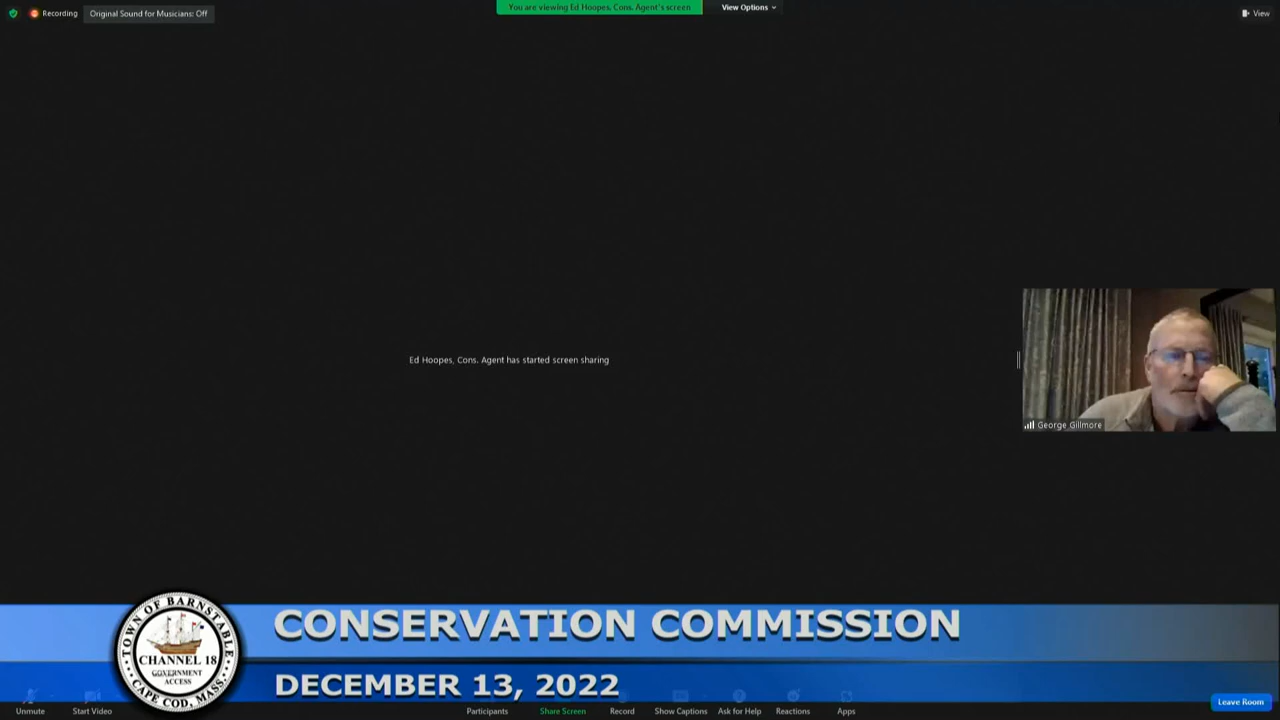 Recording
Original Sound for Musicians: Off
You are viewing Ed Hoopes, Cons. Agent's screen
View Options
View
Ed Hoopes, Cons. Agent has started screen sharing
George Gillmore
TOWN OF BARNSTABLE
CHANNEL 18
GOVERNMENT
ACCESS
CAPE COD, MASS.
CONSERVATION COMMISSION
DECEMBER 13, 2022
Unmute
Start Video
Participants
Share Screen
Record
Show Captions
Ask for Help
Reactions
Apps
Leave Room